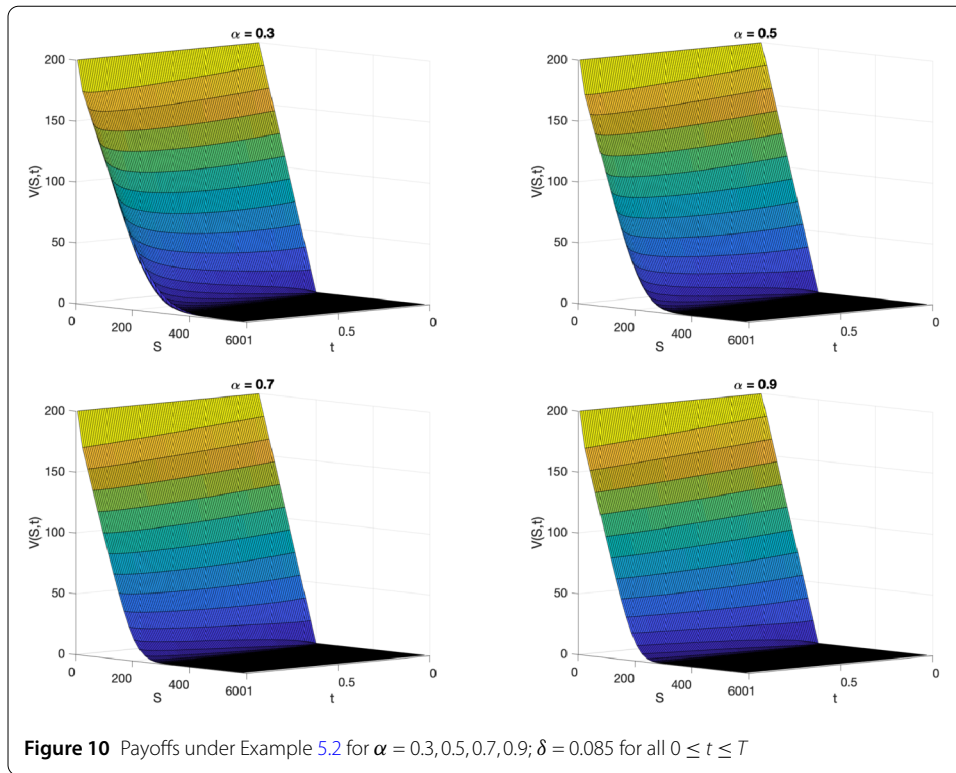 α = 0.3
200
150
100
50
0
V(S,t)
0
200
400
6001
0.5
0
S
t
α = 0.5
200
150
100
50
0
V(S,t)
0
200
400
6001
0.5
0
S
t
α = 0.7
200
150
100
50
0
V(S,t)
0
200
400
6001
0.5
0
S
t
α = 0.9
200
150
100
50
0
V(S,t)
0
200
400
6001
0.5
0
S
t
Figure 10 Payoffs under Example 5.2 for α = 0.3, 0.5, 0.7, 0.9; δ = 0.085 for all 0 ≤ t ≤ T